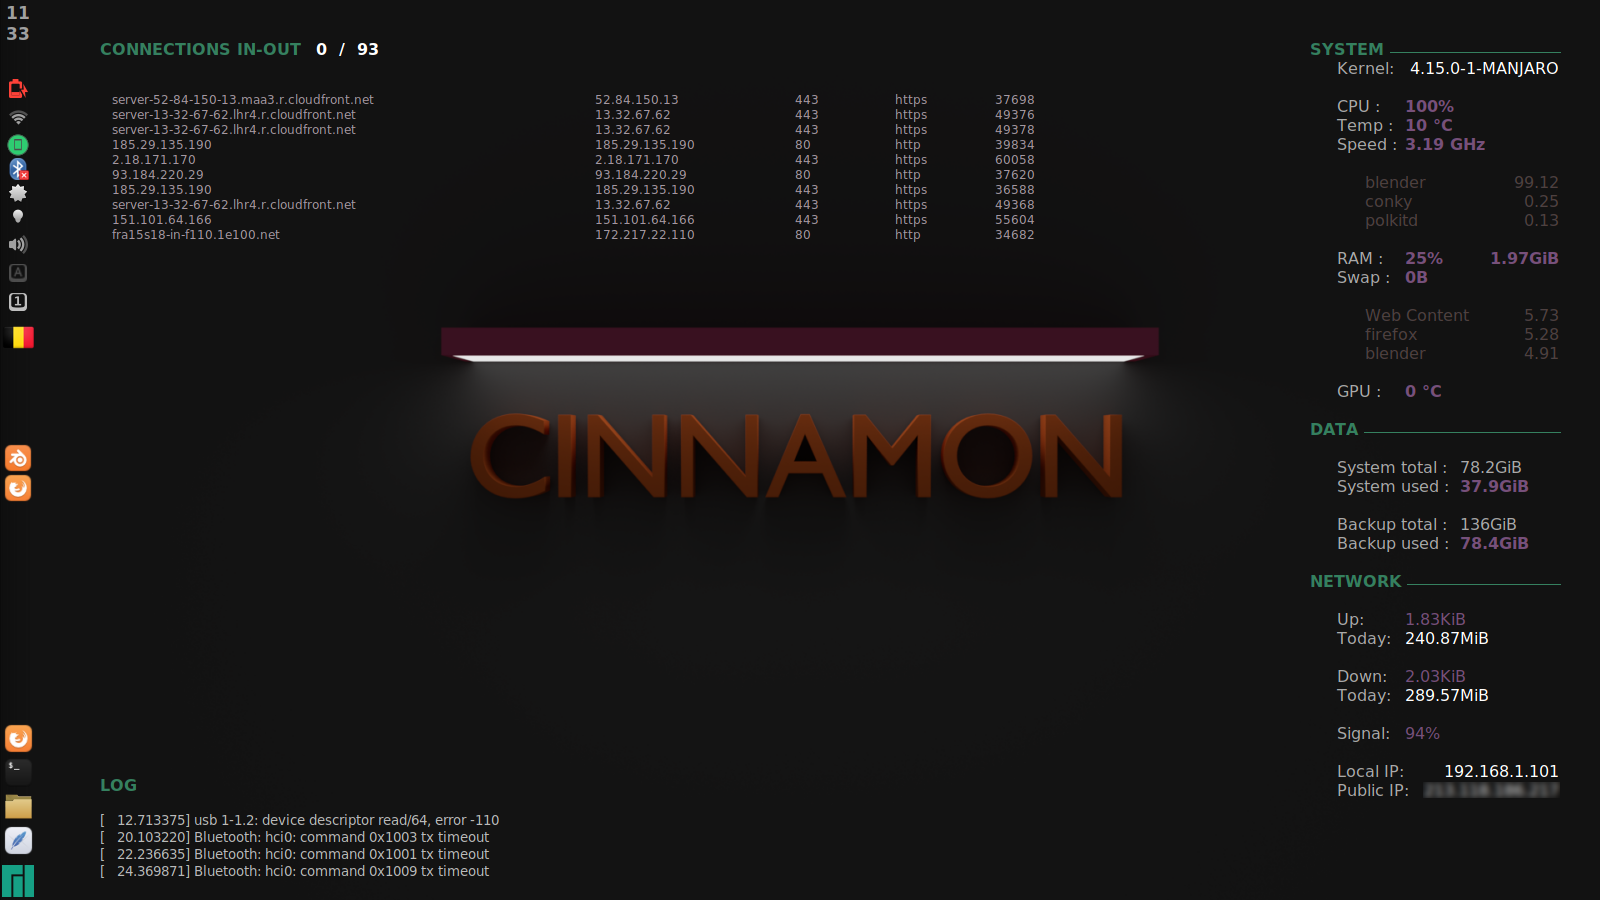 11
33
CONNECTIONS IN-OUT 0 / 93
server-52-84-150-13.maa3.r.cloudfront.net 52.84.150.13 443 https 37698
server-13-32-67-62.lhr4.r.cloudfront.net 13.32.67.62 443 https 49376
server-13-32-67-62.lhr4.r.cloudfront.net 13.32.67.62 443 https 49378
185.29.135.190 185.29.135.190 80 http 39834
2.18.171.170 2.18.171.170 443 https 60058
93.184.220.29 93.184.220.29 80 http 37620
185.29.135.190 185.29.135.190 443 https 36588
server-13-32-67-62.lhr4.r.cloudfront.net 13.32.67.62 443 https 49368
151.101.64.166 151.101.64.166 443 https 55604
fra15s18-in-f110.1e100.net 172.217.22.110 80 http 34682
A
1
CINNAMON
$_
LOG
[ 12.713375] usb 1-1.2: device descriptor read/64, error -110
[ 20.103220] Bluetooth: hci0: command 0x1003 tx timeout
[ 22.236635] Bluetooth: hci0: command 0x1001 tx timeout
[ 24.369871] Bluetooth: hci0: command 0x1009 tx timeout
SYSTEM
Kernel: 4.15.0-1-MANJARO
CPU : 100%
Temp : 10 °C
Speed : 3.19 GHz
blender 99.12
conky 0.25
polkitd 0.13
RAM : 25% 1.97GiB
Swap : 0B
Web Content 5.73
firefox 5.28
blender 4.91
GPU : 0 °C
DATA
System total : 78.2GiB
System used : 37.9GiB
Backup total : 136GiB
Backup used : 78.4GiB
NETWORK
Up: 1.83KiB
Today: 240.87MiB
Down: 2.03KiB
Today: 289.57MiB
Signal: 94%
Local IP: 192.168.1.101
Public IP: